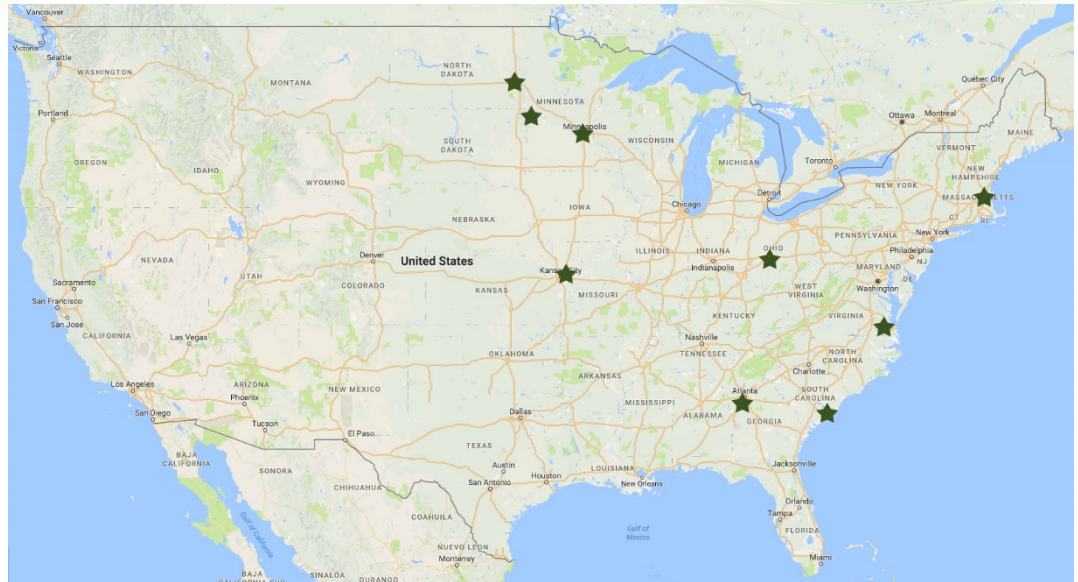 Vancouver
Victoria
Seattle
WASHINGTON
MONTANA
NORTH
DAKOTA
MINNESOTA
Minneapolis
Québec City
Ottawa
Montreal
MAINE
Portland
OREGON
IDAHO
WYOMING
SOUTH
DAKOTA
WISCONSIN
MICHIGAN
Toronto
VERMONT
NEW
HAMPSHIRE
NEW YORK
MASSACHUSETTS
CT
RI
Detroit
Chicago
IOWA
NEBRASKA
ILLINOIS
INDIANA
Indianapolis
OHIO
PENNSYLVANIA
New York
Philadelphia
NJ
MARYLAND
DE
Washington
WEST
VIRGINIA
VIRGINIA
NEVADA
UTAH
Denver
COLORADO
United States
KANSAS
Kansas City
MISSOURI
KENTUCKY
Sacramento
San Francisco
San Jose
CALIFORNIA
Las Vegas
Nashville
TENNESSEE
NORTH
CAROLINA
Charlotte
SOUTH
CAROLINA
OKLAHOMA
ARKANSAS
Los Angeles
San Diego
ARIZONA
Phoenix
Tucson
NEW MEXICO
El Paso
Dallas
TEXAS
MISSISSIPPI
ALABAMA
Atlanta
GEORGIA
LOUISIANA
Austin
San Antonio
Houston
New Orleans
Jacksonville
Orlando
Tampa
FLORIDA
Miami
BAJA
CALIFORNIA
SONORA
CHIHUAHUA
COAHUILA
Gulf of California
Gulf of
Mexico
NUEVO LEON
Monterrey
BAJA
CALIFORNIA SUR
SINALOA
DURANGO